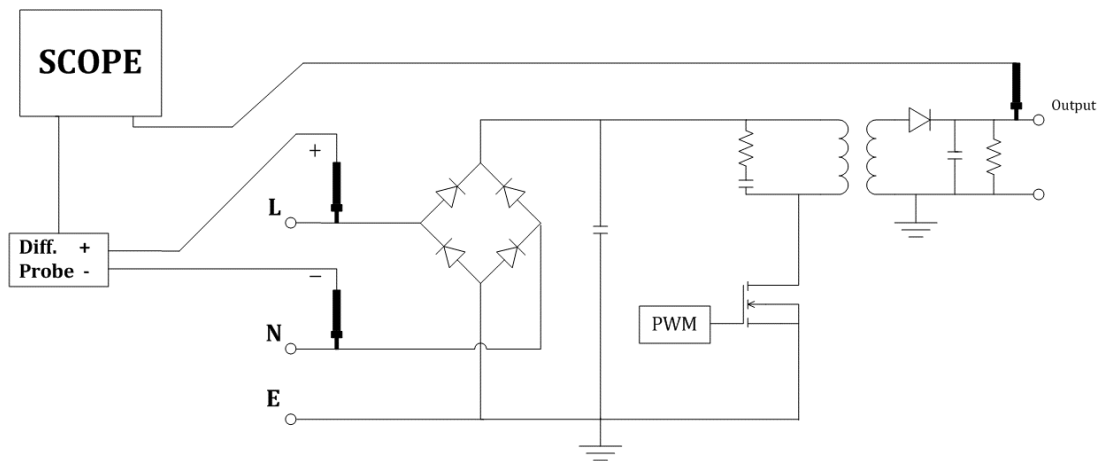 SCOPE
Output
+
L
Diff. +
Probe -
−
N
PWM
E